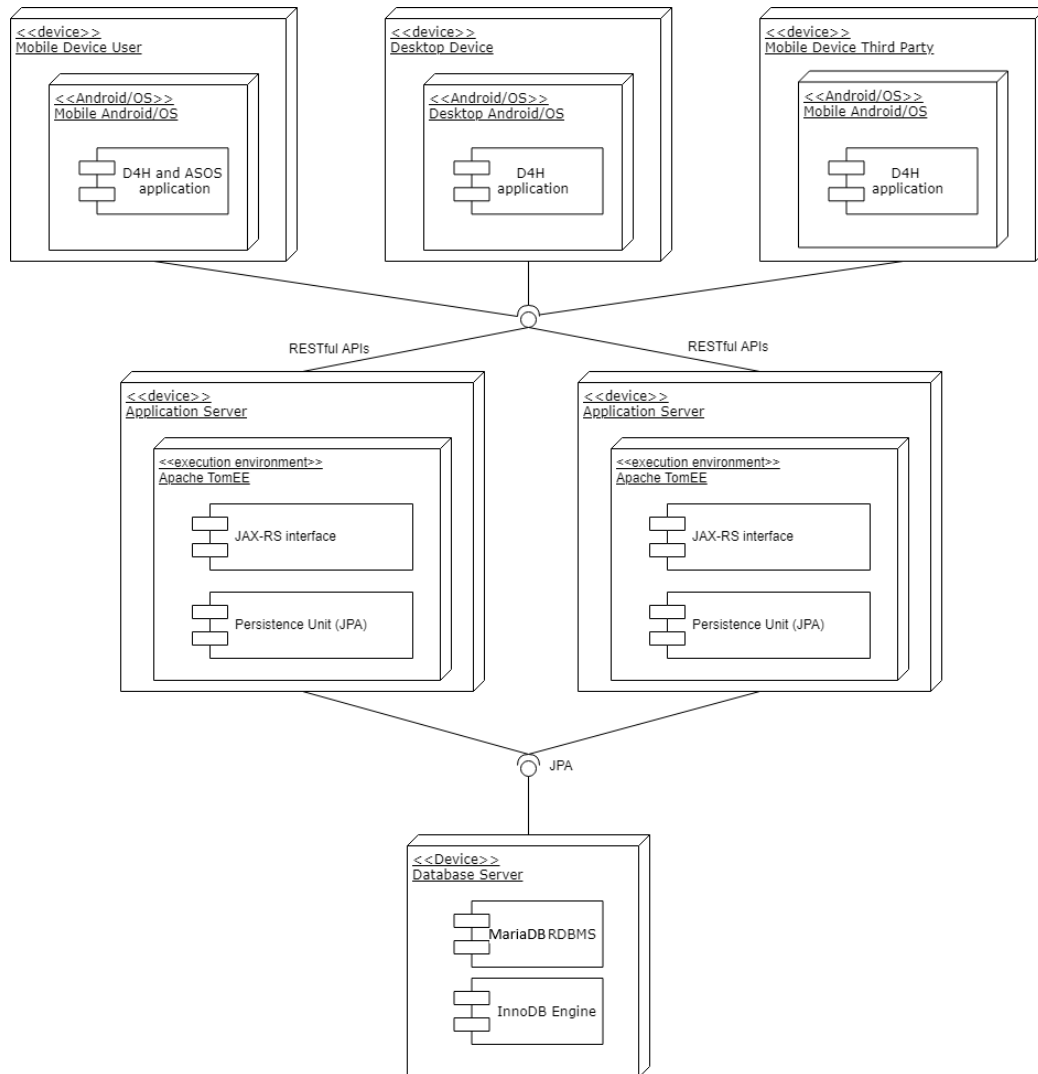 <<device>>
Mobile Device User
<<Android/OS>>
Mobile Android/OS
D4H and ASOS
application
<<device>>
Desktop Device
<<Android/OS>>
Desktop Android/OS
D4H
application
<<device>>
Mobile Device Third Party
<<Android/OS>>
Mobile Android/OS
D4H
application
RESTful APIs
RESTful APIs
<<device>>
Application Server
<<execution environment>>
Apache TomEE
JAX-RS interface
Persistence Unit (JPA)
<<device>>
Application Server
<<execution environment>>
Apache TomEE
JAX-RS interface
Persistence Unit (JPA)
JPA
<<Device>>
Database Server
MariaDB RDBMS
InnoDB Engine